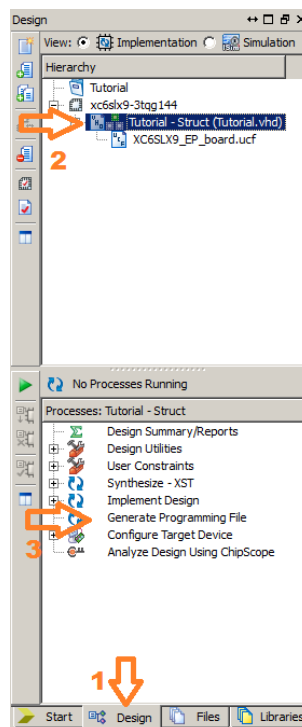 Design
View: Implementation Simulation
Hierarchy
Tutorial
xc6slx9-3tqg144
Tutorial - Struct (Tutorial.vhd)
XC6SLX9_EP_board.ucf
2
No Processes Running
Processes: Tutorial - Struct
Design Summary/Reports
Design Utilities
User Constraints
Synthesize - XST
Implement Design
Generate Programming File
3
Configure Target Device
Analyze Design Using ChipScope
1
Start Design Files Libraries